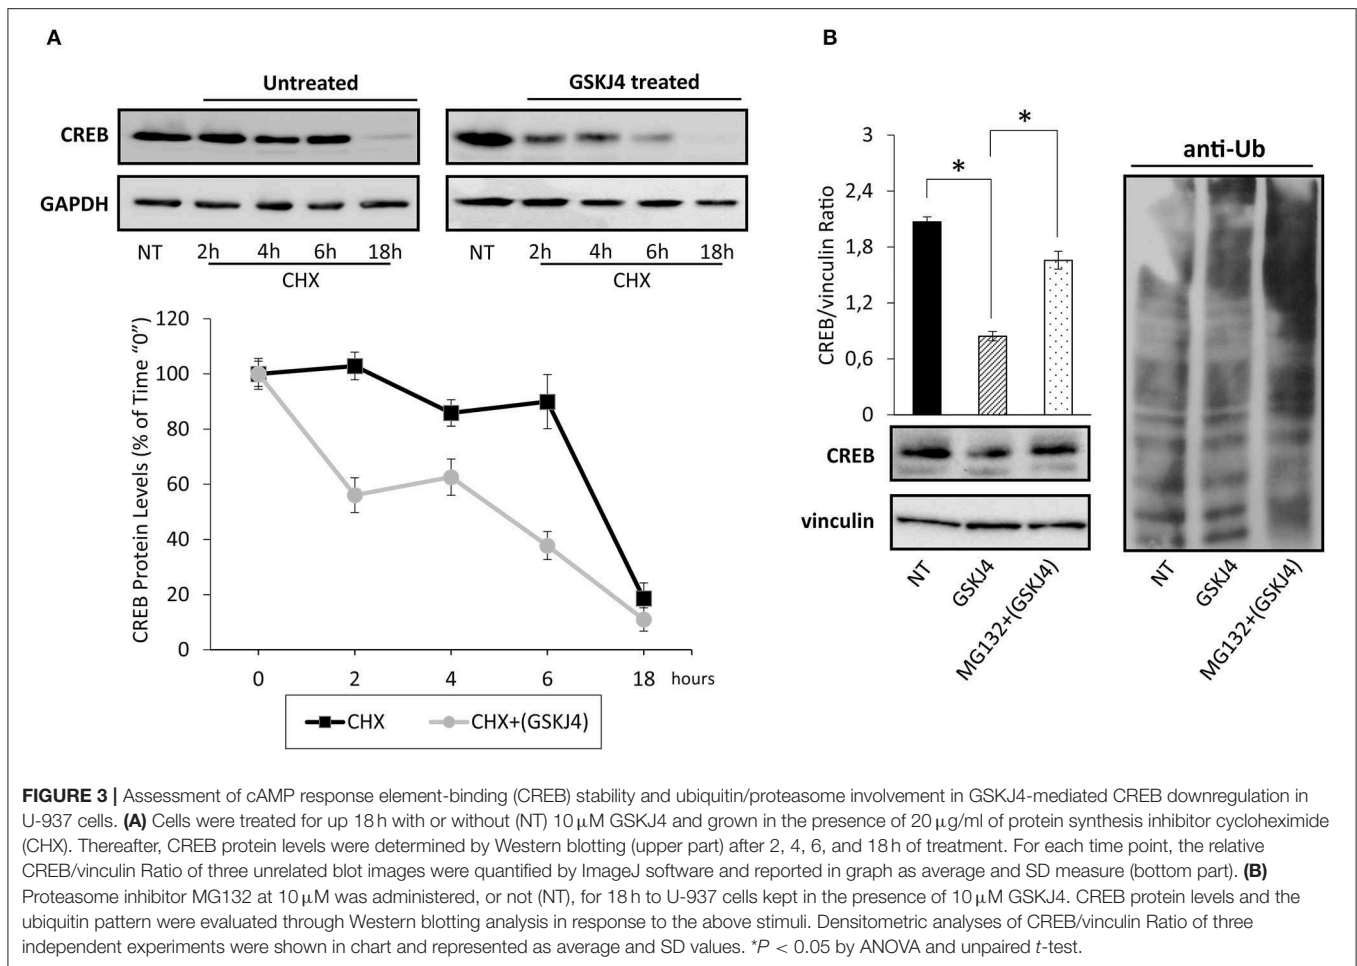 A
Untreated
GSKJ4 treated
CREB
GAPDH
NT 2h 4h 6h 18h
CHX
NT 2h 4h 6h 18h
CHX
CREB Protein Levels (% of Time “0”)
120
100
80
60
40
20
0
0 2 4 6 18 hours
CHX CHX+(GSKJ4)
B
CREB/vinculin Ratio
3
2,4
1,8
1,2
0,6
0
*
*
CREB
vinculin
NT
GSKJ4
MG132+(GSKJ4)
anti-Ub
NT
GSKJ4
MG132+(GSKJ4)
FIGURE 3 | Assessment of cAMP response element-binding (CREB) stability and ubiquitin/proteasome involvement in GSKJ4-mediated CREB downregulation in
U-937 cells. (A) Cells were treated for up 18 h with or without (NT) 10 μM GSKJ4 and grown in the presence of 20 μg/ml of protein synthesis inhibitor cycloheximide
(CHX). Thereafter, CREB protein levels were determined by Western blotting (upper part) after 2, 4, 6, and 18 h of treatment. For each time point, the relative
CREB/vinculin Ratio of three unrelated blot images were quantified by ImageJ software and reported in graph as average and SD measure (bottom part). (B)
Proteasome inhibitor MG132 at 10 μM was administered, or not (NT), for 18 h to U-937 cells kept in the presence of 10 μM GSKJ4. CREB protein levels and the
ubiquitin pattern were evaluated through Western blotting analysis in response to the above stimuli. Densitometric analyses of CREB/vinculin Ratio of three
independent experiments were shown in chart and represented as average and SD values. *P < 0.05 by ANOVA and unpaired t-test.